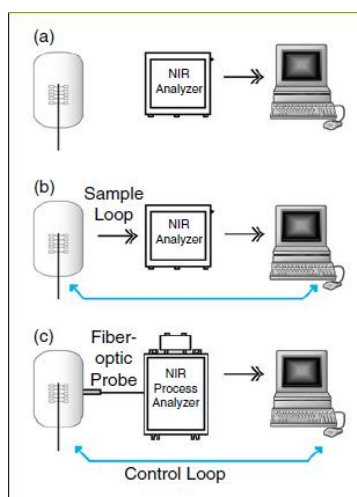 (a)
NIR
Analyzer
(b)
Sample
Loop
NIR
Analyzer
(c)
Fiber-
optic
Probe
NIR
Process
Analyzer
Control Loop